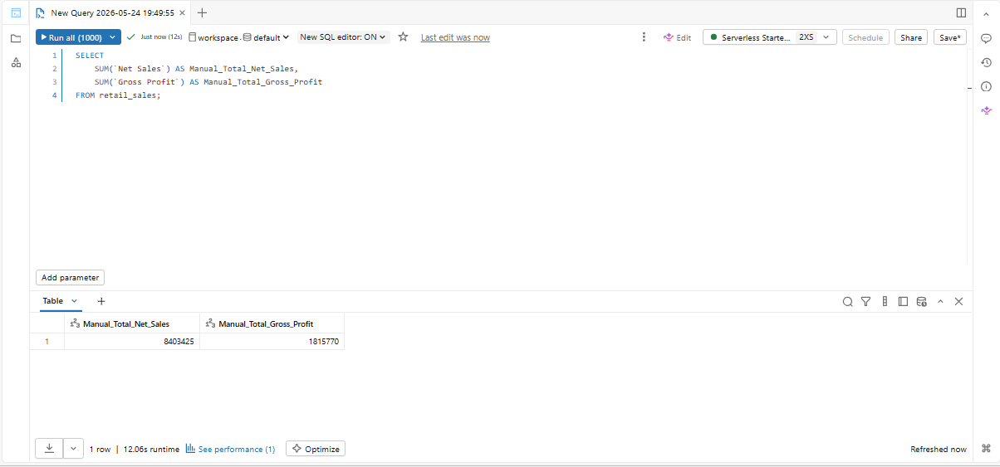 New Query 2026-05-24 19:49:55
Run all (1000)
Just now (12s)
workspace.
default
New SQL editor: ON
Last edit was now
Edit
Serverless Starte...
2XS
Schedule
Share
Save*
1 SELECT
2 SUM(`Net Sales`) AS Manual_Total_Net_Sales,
3 SUM(`Gross Profit`) AS Manual_Total_Gross_Profit
4 FROM retail_sales;
Add parameter
Table
123 Manual_Total_Net_Sales
123 Manual_Total_Gross_Profit
1 8403425 1815770
1 row | 12.06s runtime
See performance (1)
Optimize
Refreshed now